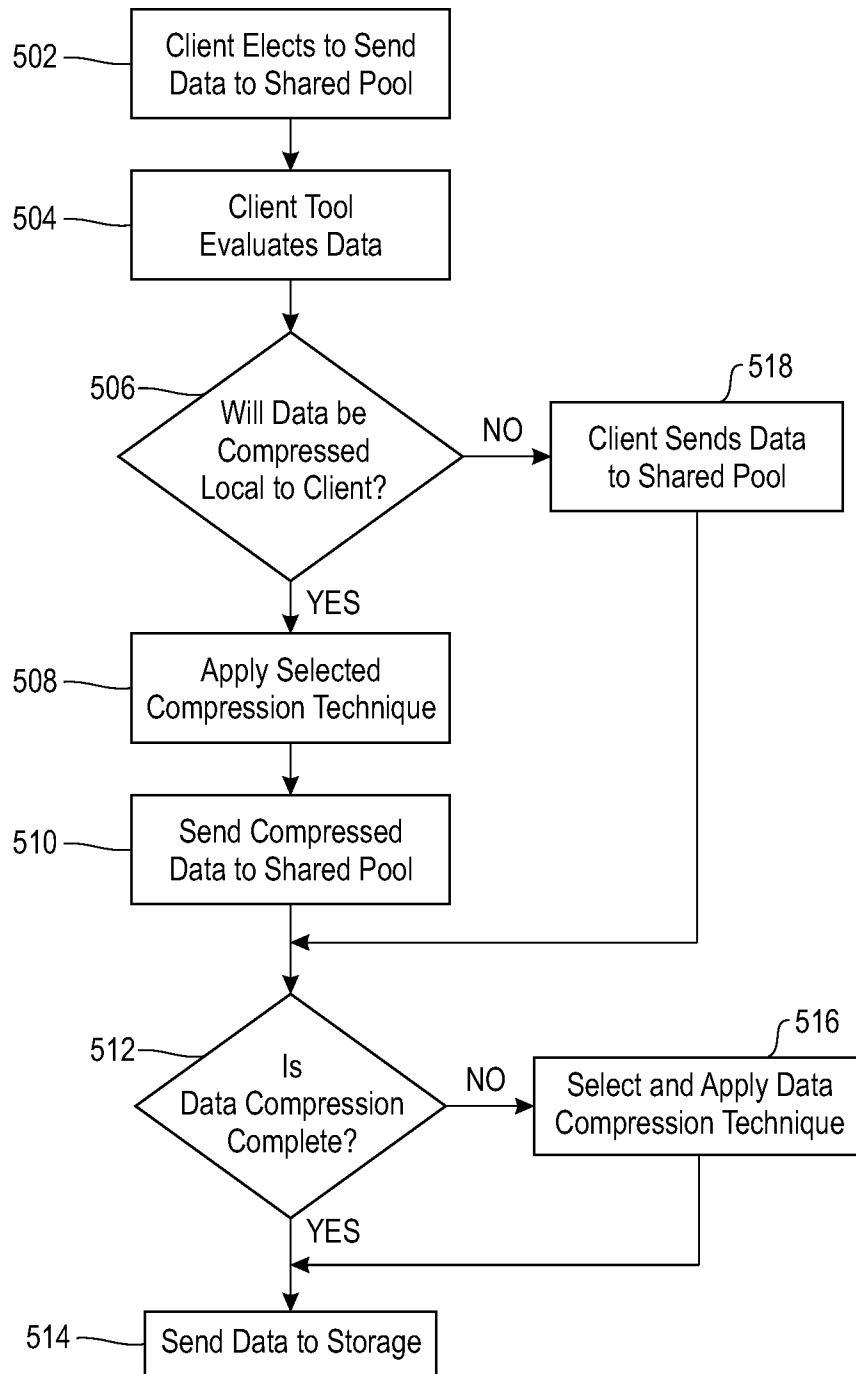 502
Client Elects to Send
Data to Shared Pool
504
Client Tool
Evaluates Data
506
Will Data be
Compressed
Local to Client?
NO
518
Client Sends Data
to Shared Pool
YES
508
Apply Selected
Compression Technique
510
Send Compressed
Data to Shared Pool
512
Is
Data Compression
Complete?
NO
516
Select and Apply Data
Compression Technique
YES
514
Send Data to Storage